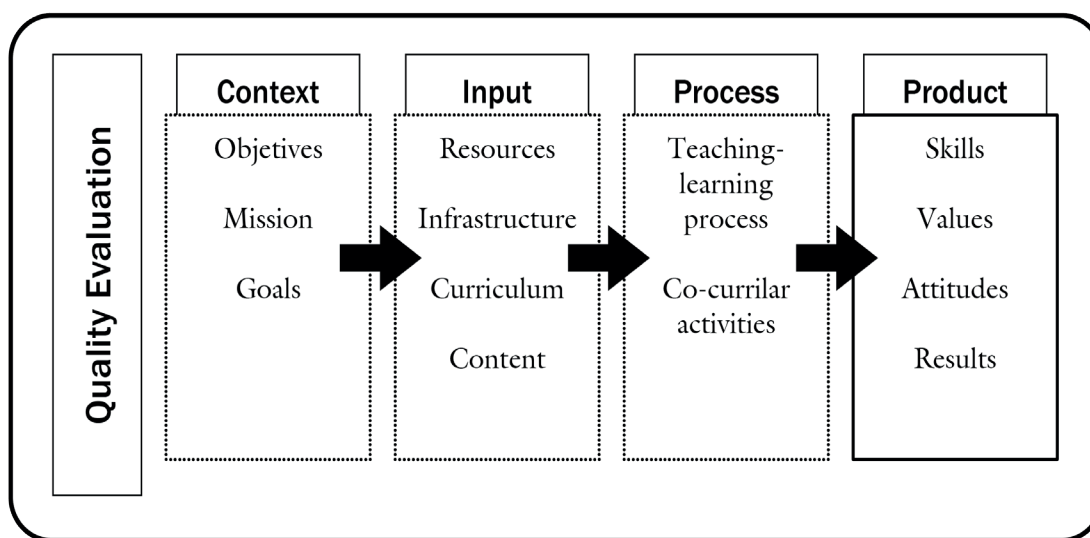 Quality Evaluation
Context
Objetives
Mission
Goals
Input
Resources
Infrastructure
Curriculum
Content
Process
Teaching-
learning
process
Co-currilar
activities
Product
Skills
Values
Attitudes
Results